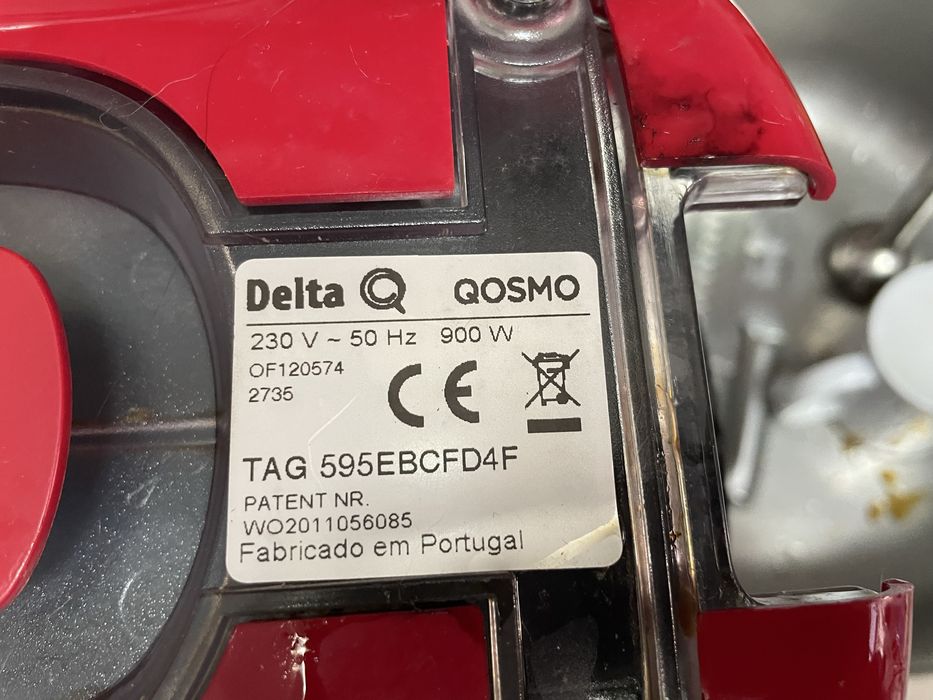 Delta Q QOSMO
230 V ~ 50 Hz 900 W
OF120574
2735
CE
TAG 595EBCFD4F
PATENT NR.
WO2011056085
Fabricado em Portugal